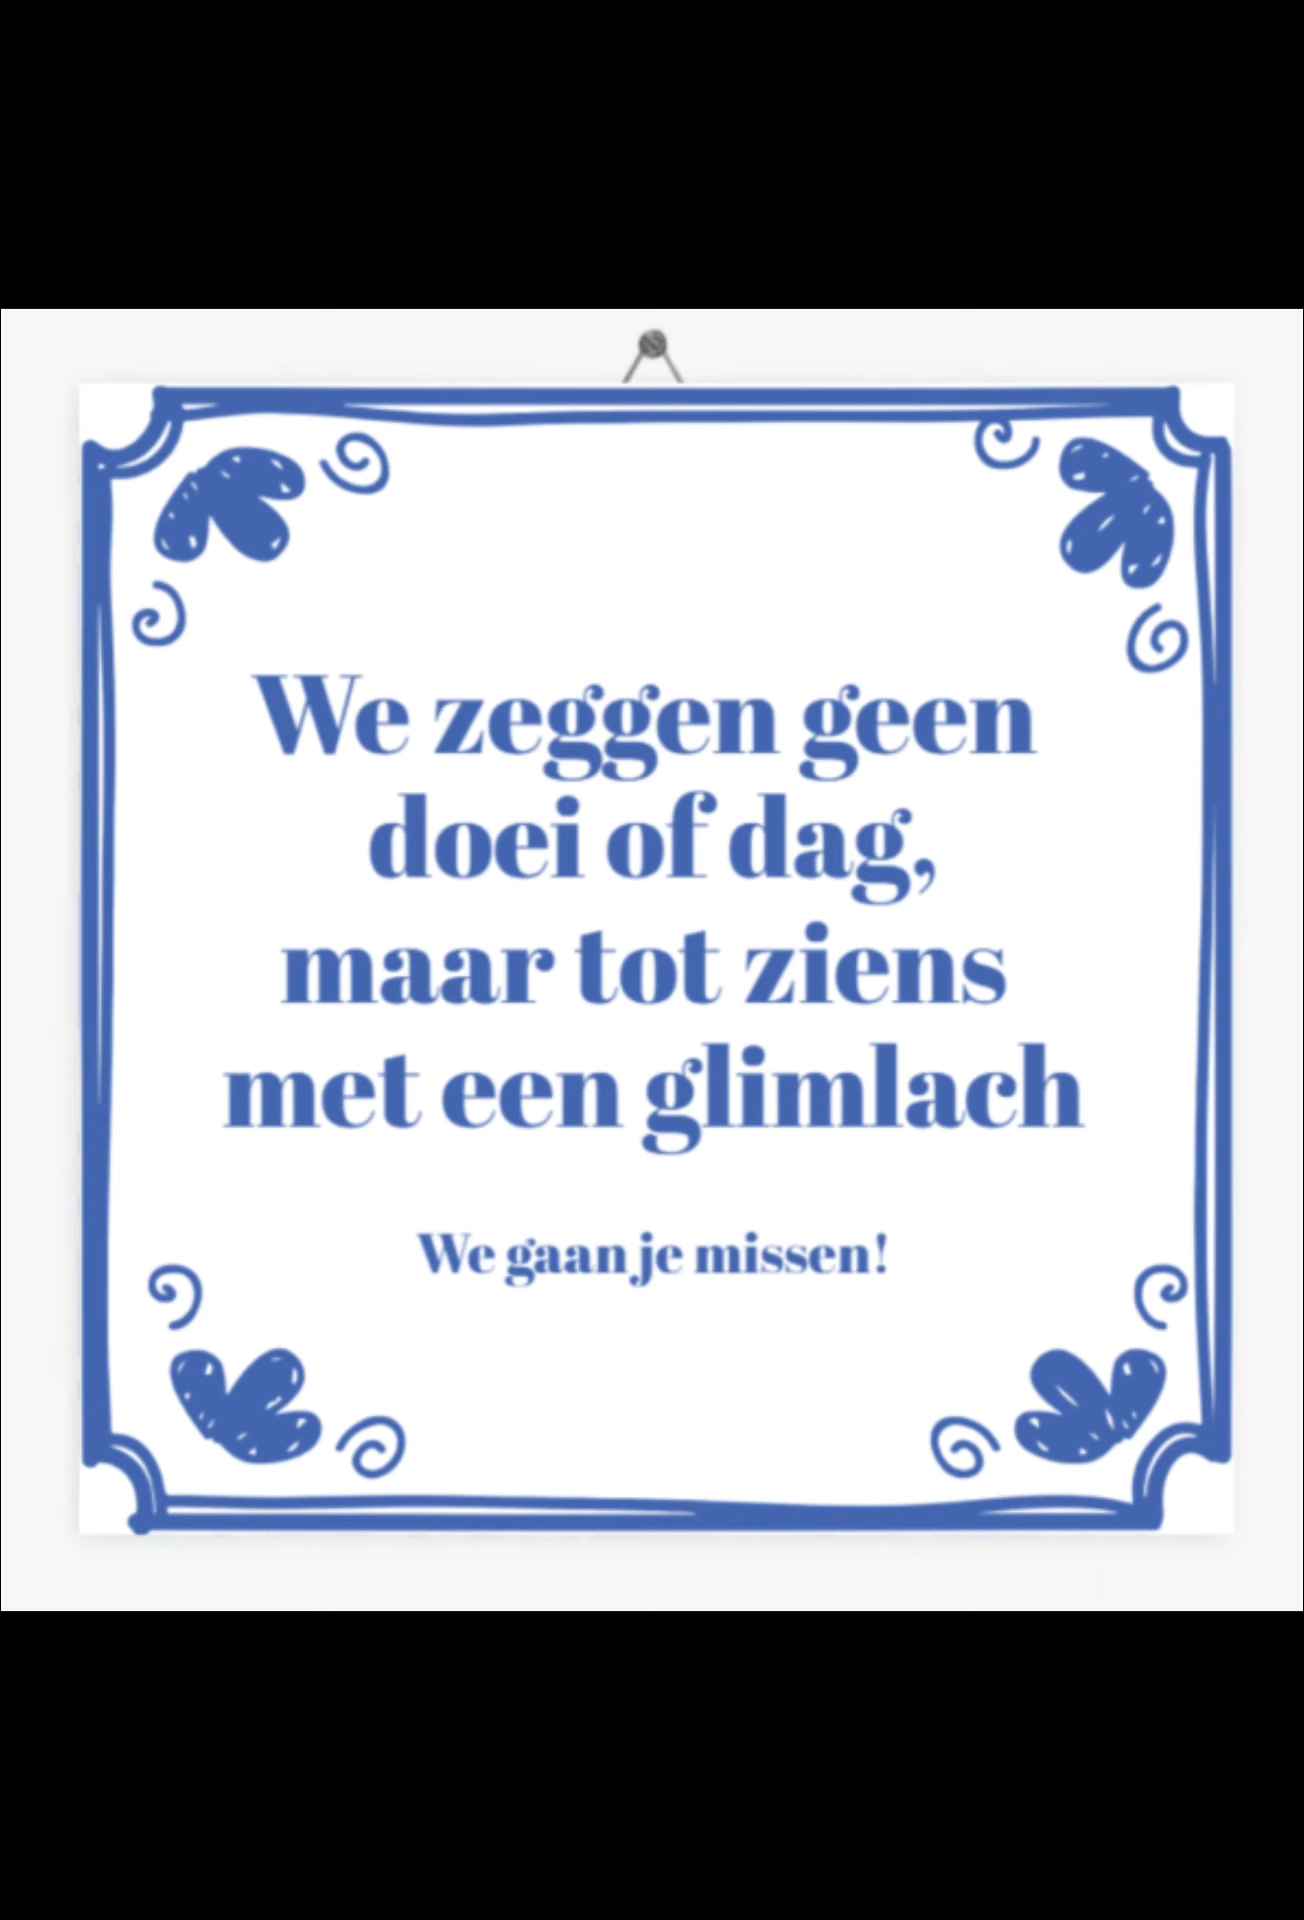 We zeggen geen
doei of dag,
maar tot ziens
met een glimlach
We gaan je missen!